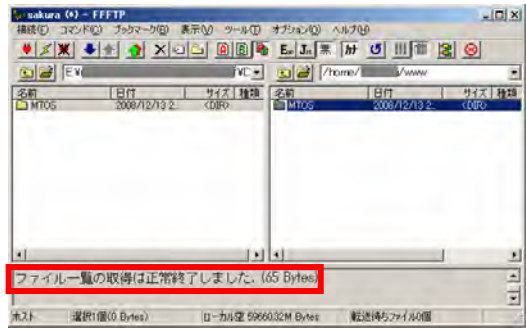 sakura (*) - FFFTP
接続(F) コマンド(C) ブックマーク(B) 表示(V) ツール(T) オプション(O) ヘルプ(H)
E:¥
/home/ /www
名前 日付 サイズ 種類 名前 日付 サイズ 種類
MTOS 2008/12/13 2... <DIR> MTOS 2008/12/13 2... <DIR>
ファイル一覧の取得は正常終了しました. (65 Bytes)
ホスト 選択1個(0 Bytes) ローカル空 59660.32M Bytes 転送待ちファイル0個